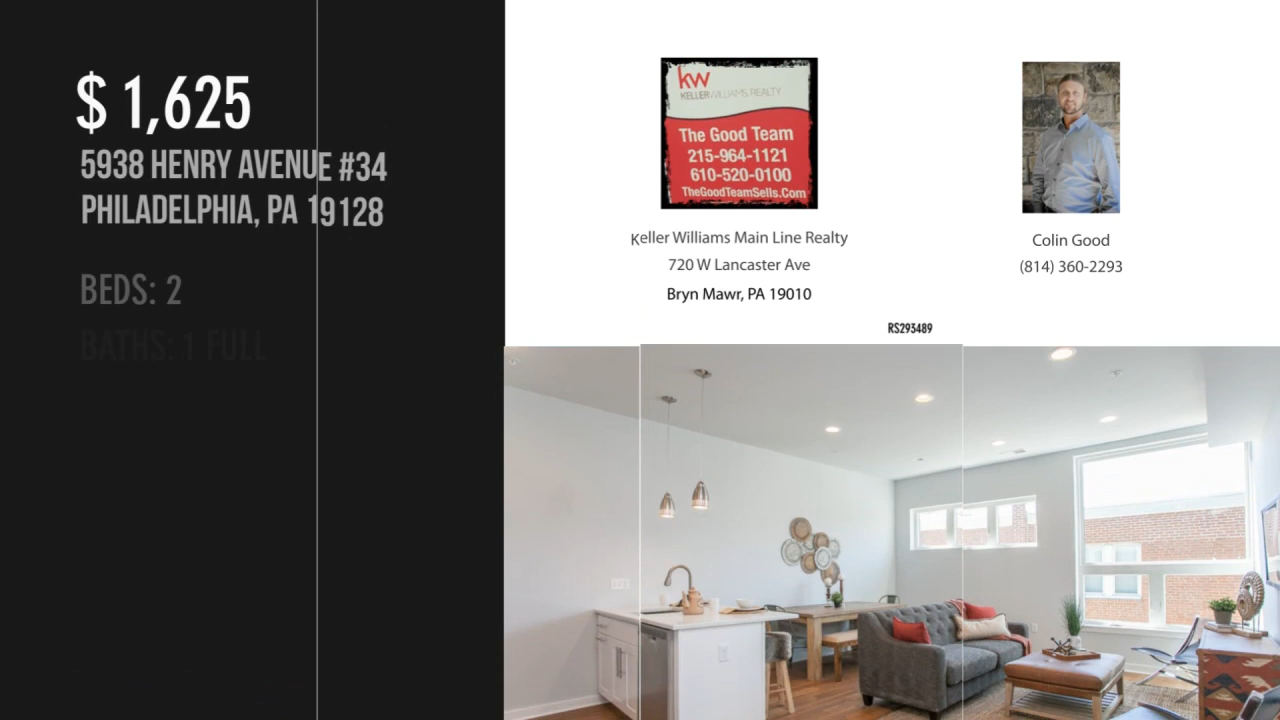 $ 1,625
5938 HENRY AVENUE #34
PHILADELPHIA, PA 19128
BEDS: 2
BATHS: 1 FULL
kw
KELLERWILLIAMS REALTY
The Good Team
215-964-1121
610-520-0100
TheGoodTeamSells.Com
Keller Williams Main Line Realty
720 W Lancaster Ave
Bryn Mawr, PA 19010
Colin Good
(814) 360-2293
RS293489